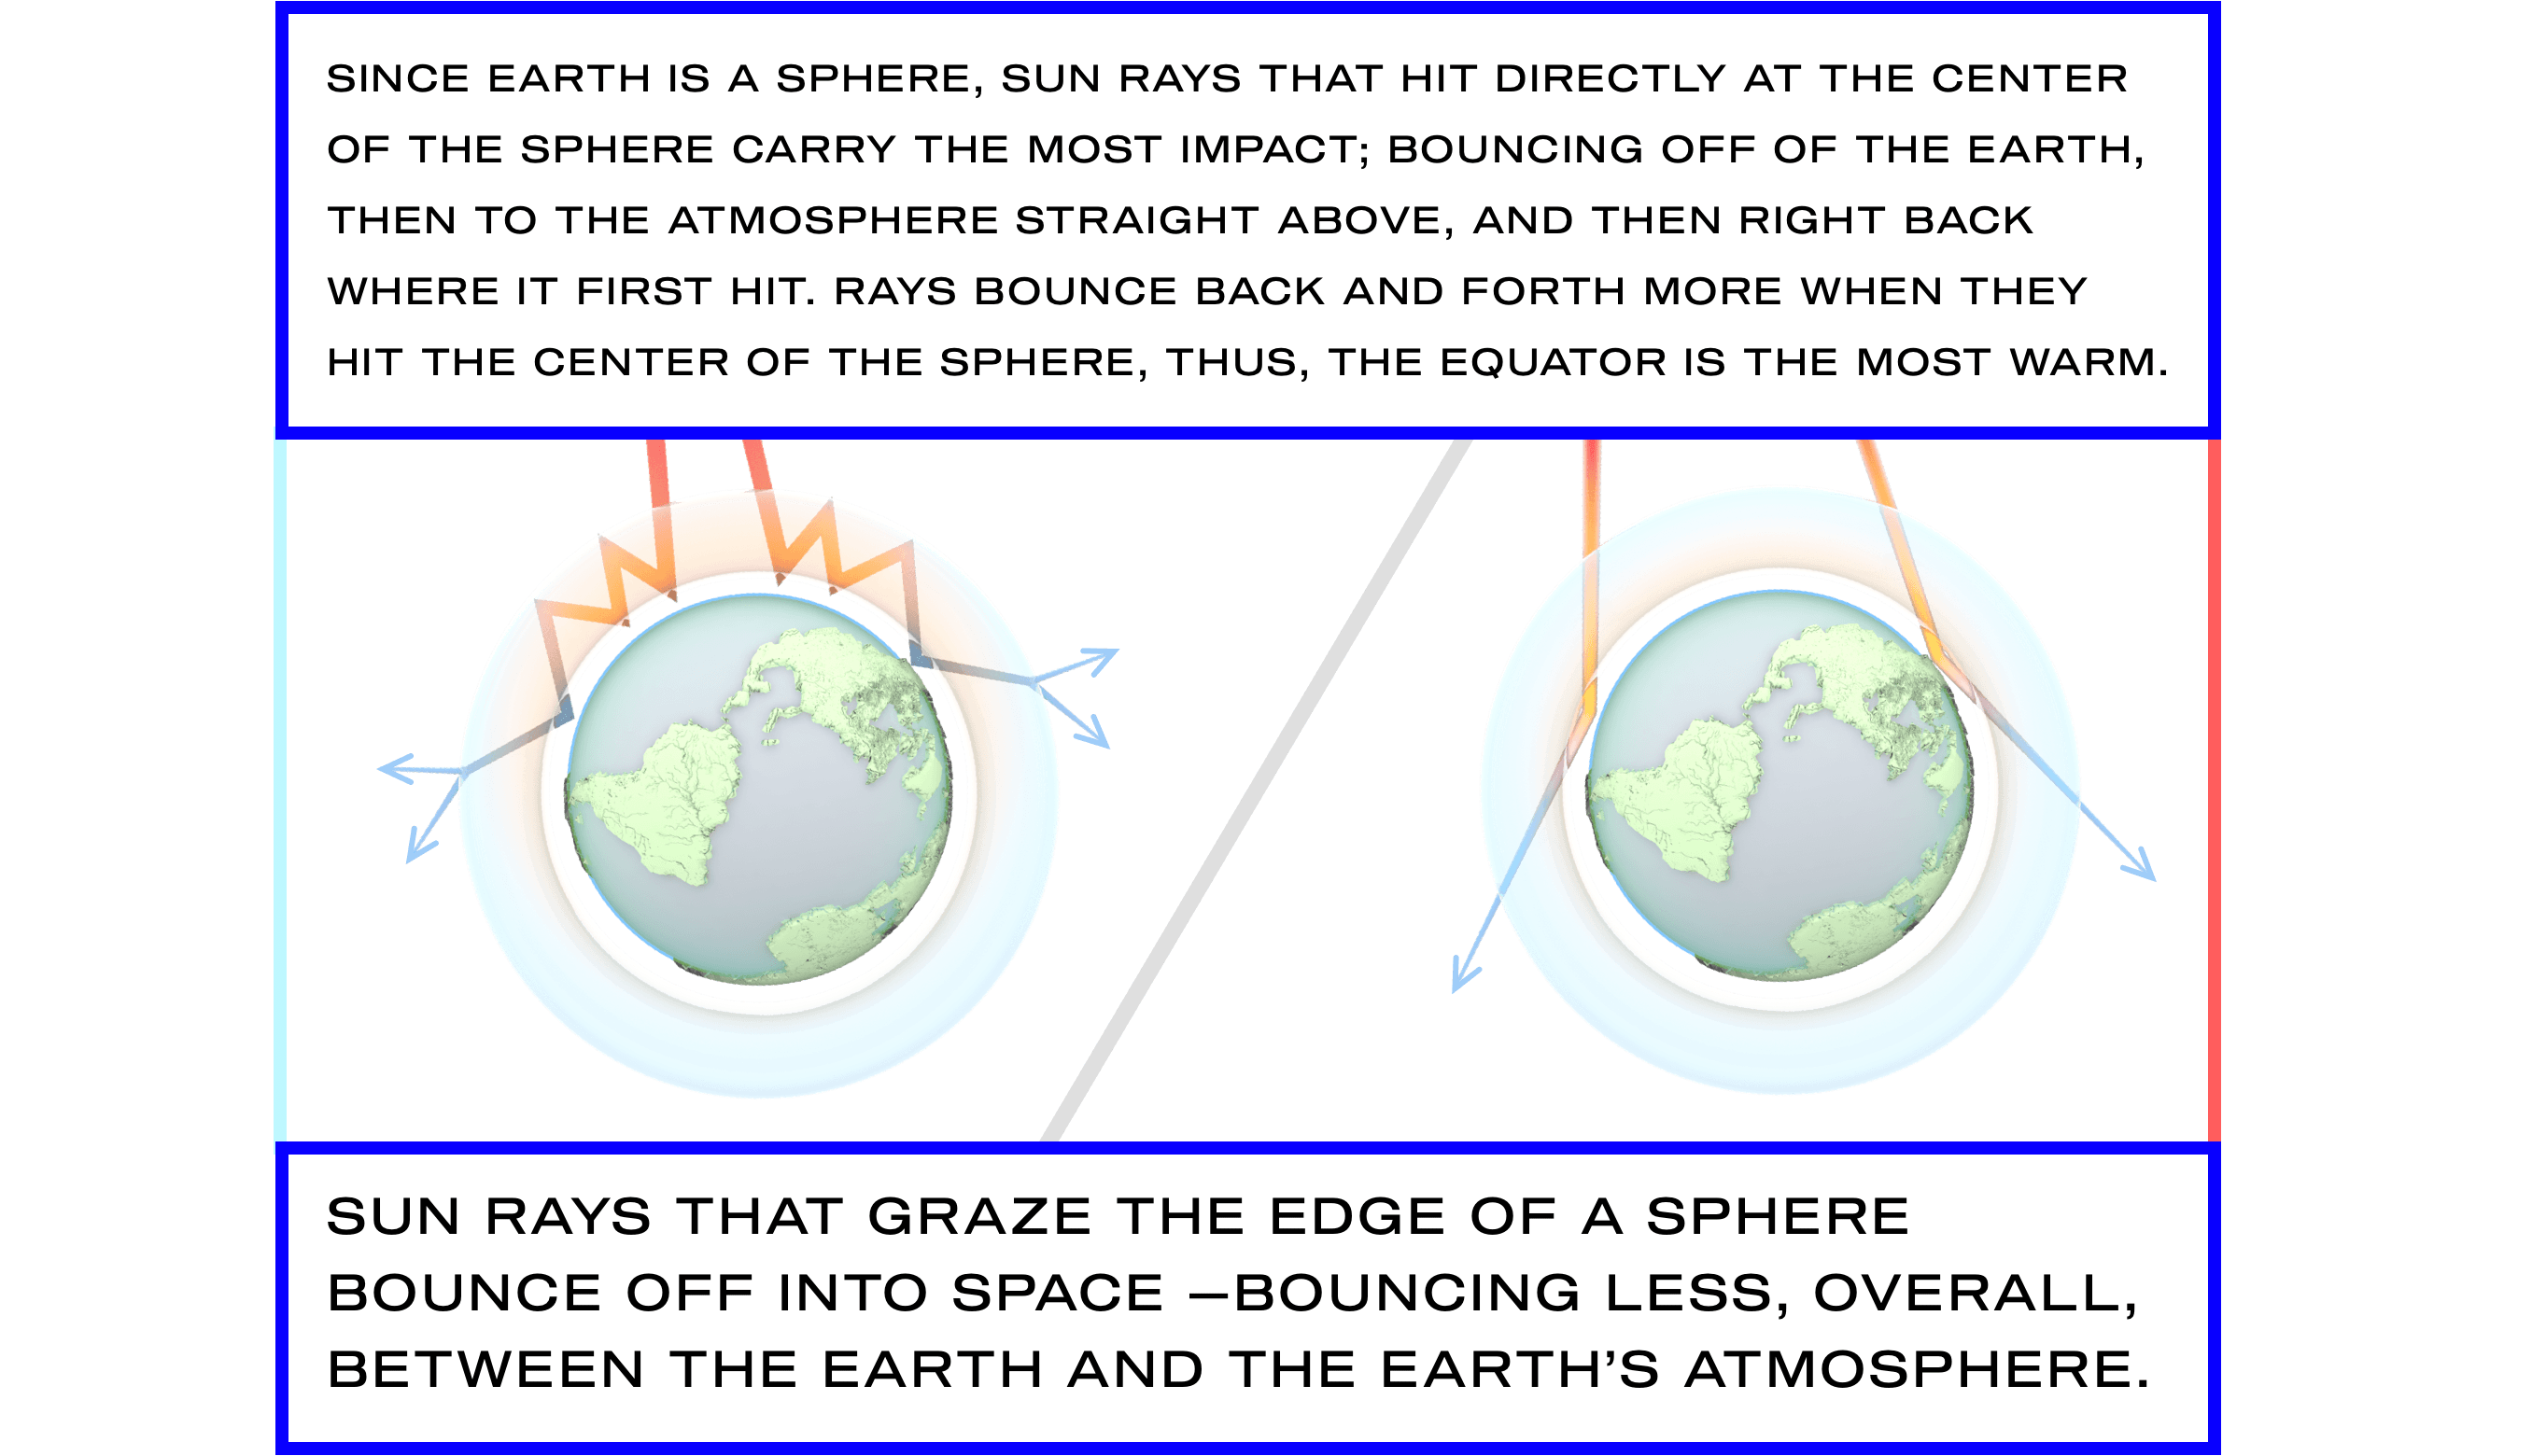 SINCE EARTH IS A SPHERE, SUN RAYS THAT HIT DIRECTLY AT THE CENTER
OF THE SPHERE CARRY THE MOST IMPACT; BOUNCING OFF OF THE EARTH,
THEN TO THE ATMOSPHERE STRAIGHT ABOVE, AND THEN RIGHT BACK
WHERE IT FIRST HIT. RAYS BOUNCE BACK AND FORTH MORE WHEN THEY
HIT THE CENTER OF THE SPHERE, THUS, THE EQUATOR IS THE MOST WARM.
SUN RAYS THAT GRAZE THE EDGE OF A SPHERE
BOUNCE OFF INTO SPACE —BOUNCING LESS, OVERALL,
BETWEEN THE EARTH AND THE EARTH’S ATMOSPHERE.